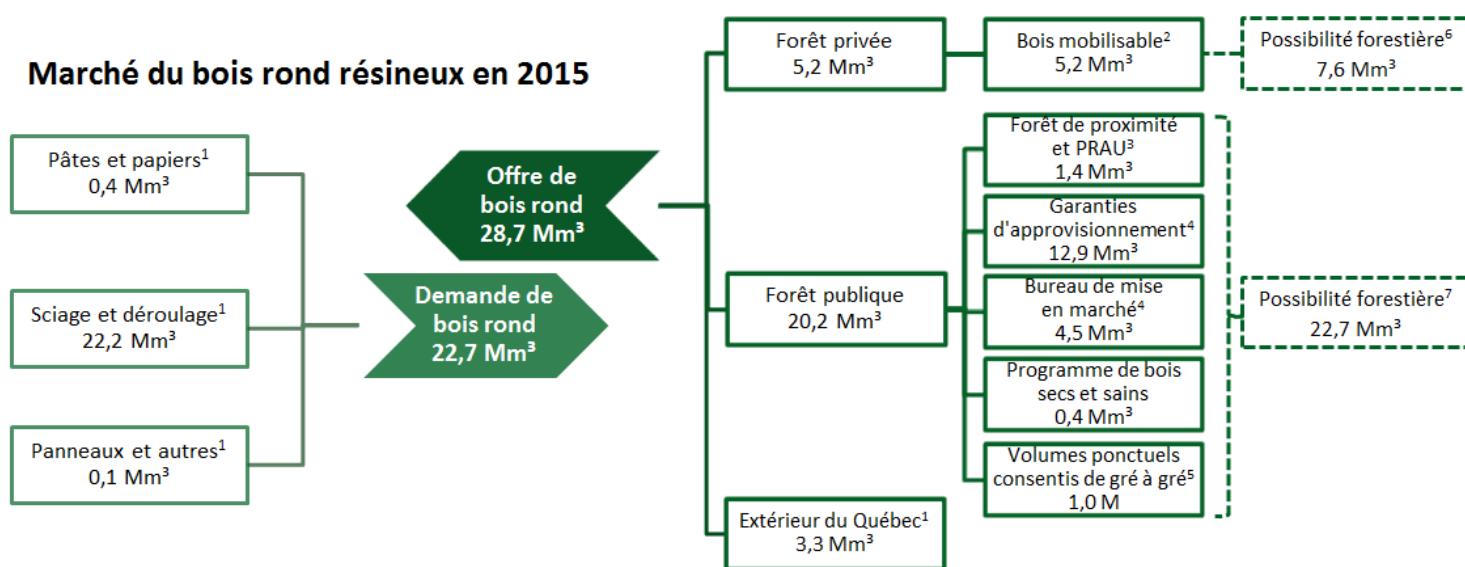 Marché du bois rond résineux en 2015
Pâtes et papiers¹
0,4 Mm³
Sciage et déroulage¹
22,2 Mm³
Panneaux et autres¹
0,1 Mm³
Offre de
bois rond
28,7 Mm³
Demande de
bois rond
22,7 Mm³
Forêt privée
5,2 Mm³
Forêt publique
20,2 Mm³
Extérieur du Québec¹
3,3 Mm³
Bois mobilisable²
5,2 Mm³
Forêt de proximité
et PRAU³
1,4 Mm³
Garanties
d'approvisionnement⁴
12,9 Mm³
Bureau de mise
en marché⁴
4,5 Mm³
Programme de bois
secs et sains
0,4 Mm³
Volumes ponctuels
consentis de gré à gré⁵
1,0 M
Possibilité forestière⁶
7,6 Mm³
Possibilité forestière⁷
22,7 Mm³